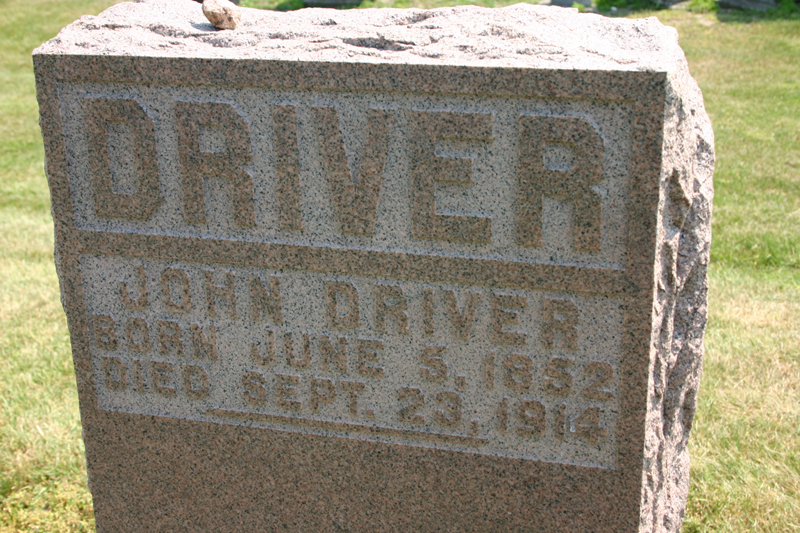 DRIVER
JOHN DRIVER
BORN JUNE 5, 1852
DIED SEPT. 23, 1914